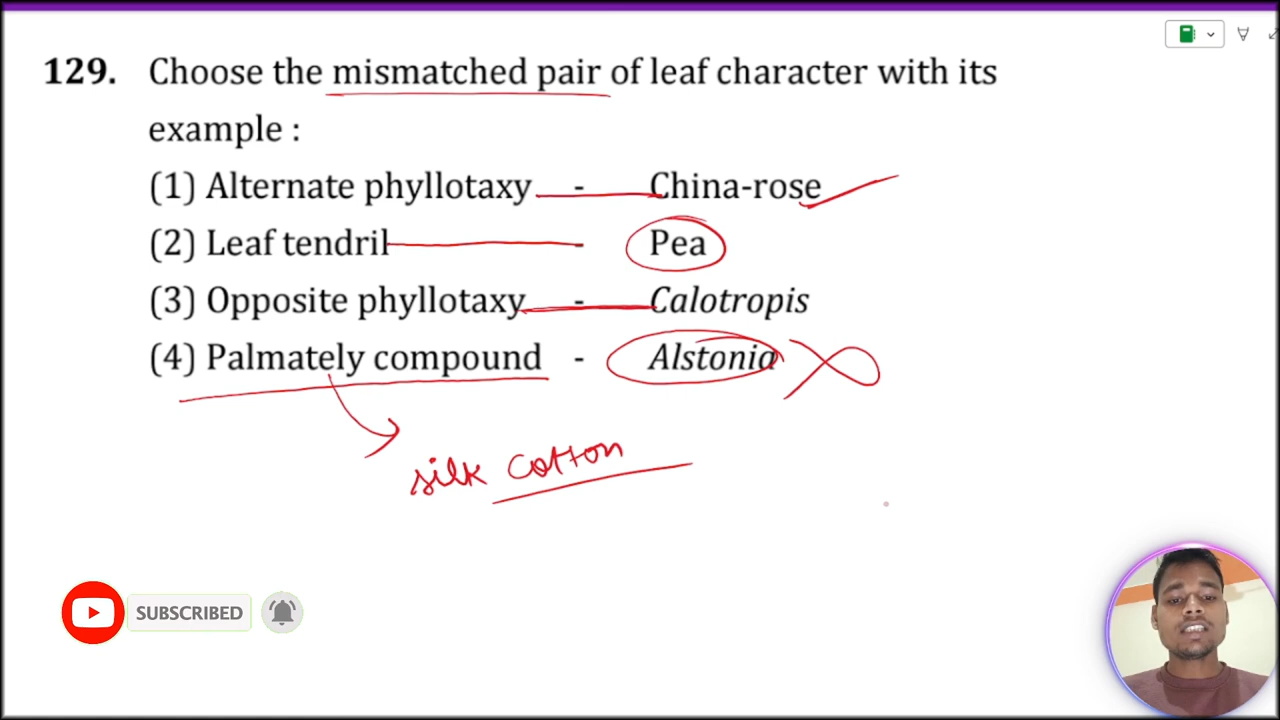 129. Choose the mismatched pair of leaf character with its
example :
(1) Alternate phyllotaxy - China-rose
(2) Leaf tendril - Pea
(3) Opposite phyllotaxy - Calotropis
(4) Palmately compound - Alstonia
silk cotton
SUBSCRIBED